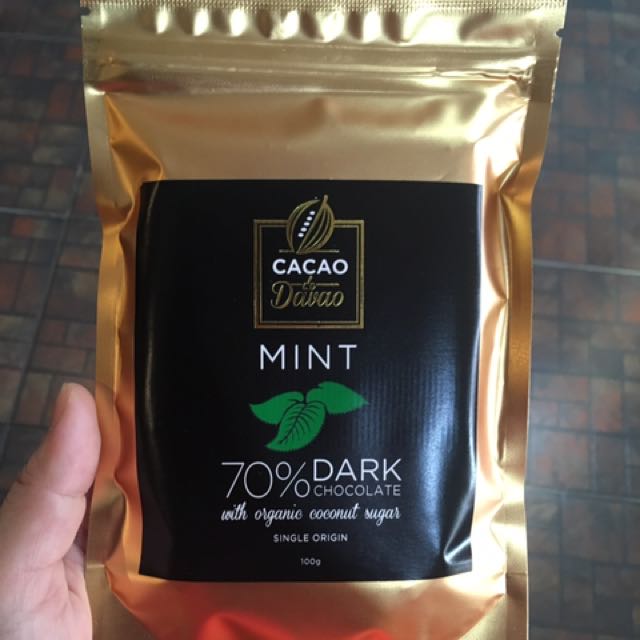 CACAO
de
Davao
MINT
70% DARK
CHOCOLATE
with organic coconut sugar
SINGLE ORIGIN
100g